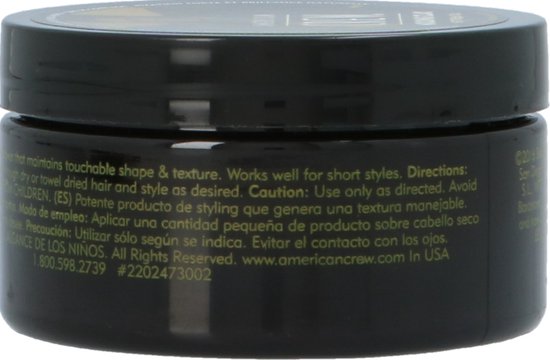 that maintains touchable shape & texture. Works well for short styles. Directions:
dry or towel dried hair and style as desired. Caution: Use only as directed. Avoid
CHILDREN. (ES) Patente producto de styling que genera una textura manejable.
Modo de empleo: Aplicar una cantidad pequeña de producto sobre cabello seco
Precaución: Utilizar sólo según se indica. Evitar el contacto con los ojos.
DE LOS NIÑOS. All Rights Reserved. www.americancrew.com In USA
1.800.598.2739 #2202473002